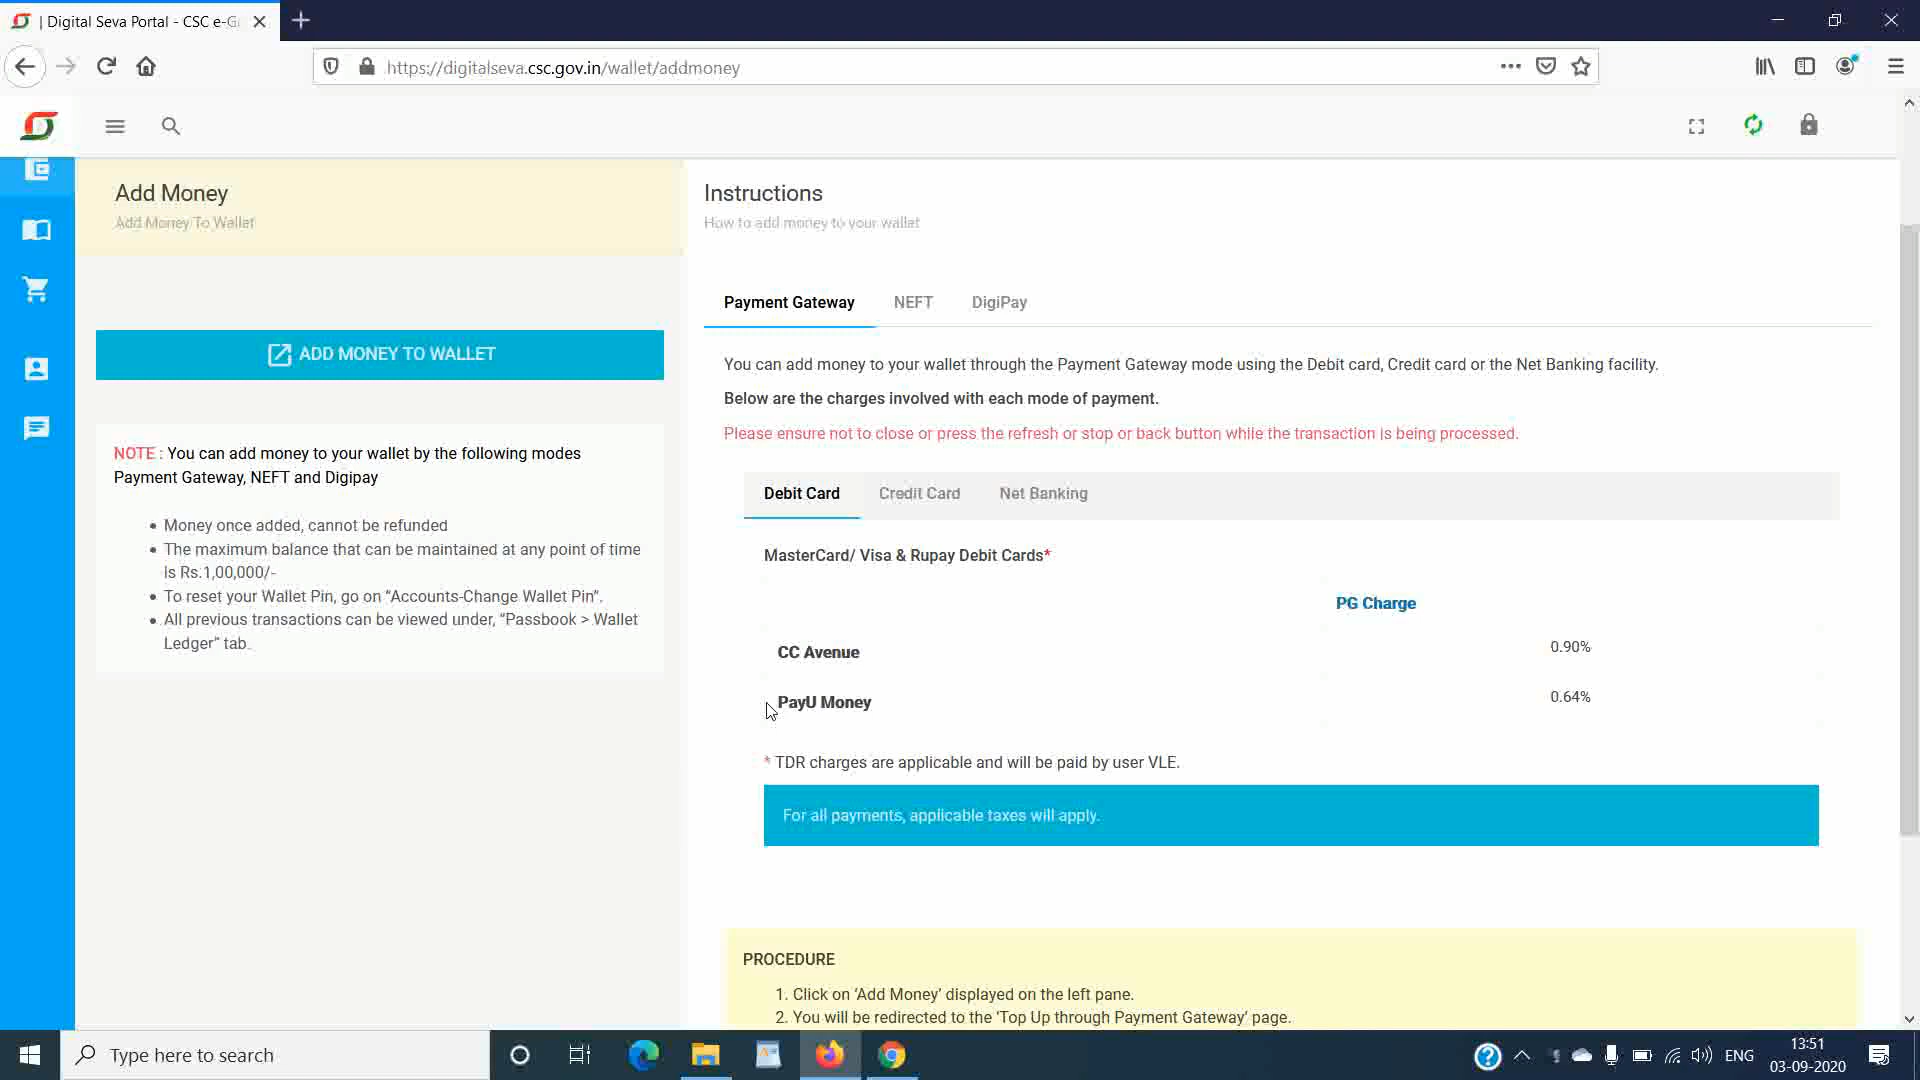 | Digital Seva Portal - CSC e-G
https://digitalseva.csc.gov.in/wallet/addmoney
Add Money
Add Money To Wallet
ADD MONEY TO WALLET
NOTE : You can add money to your wallet by the following modes
Payment Gateway, NEFT and Digipay
• Money once added, cannot be refunded
• The maximum balance that can be maintained at any point of time
is Rs.1,00,000/-
• To reset your Wallet Pin, go on “Accounts-Change Wallet Pin”.
• All previous transactions can be viewed under, “Passbook > Wallet
Ledger” tab.
Instructions
How to add money to your wallet
Payment Gateway NEFT DigiPay
You can add money to your wallet through the Payment Gateway mode using the Debit card, Credit card or the Net Banking facility.
Below are the charges involved with each mode of payment.
Please ensure not to close or press the refresh or stop or back button while the transaction is being processed.
Debit Card Credit Card Net Banking
MasterCard/ Visa & Rupay Debit Cards*
PG Charge
CC Avenue 0.90%
PayU Money 0.64%
* TDR charges are applicable and will be paid by user VLE.
For all payments, applicable taxes will apply.
PROCEDURE
1. Click on ‘Add Money’ displayed on the left pane.
2. You will be redirected to the ‘Top Up through Payment Gateway’ page.
Type here to search
ENG
13:51
03-09-2020